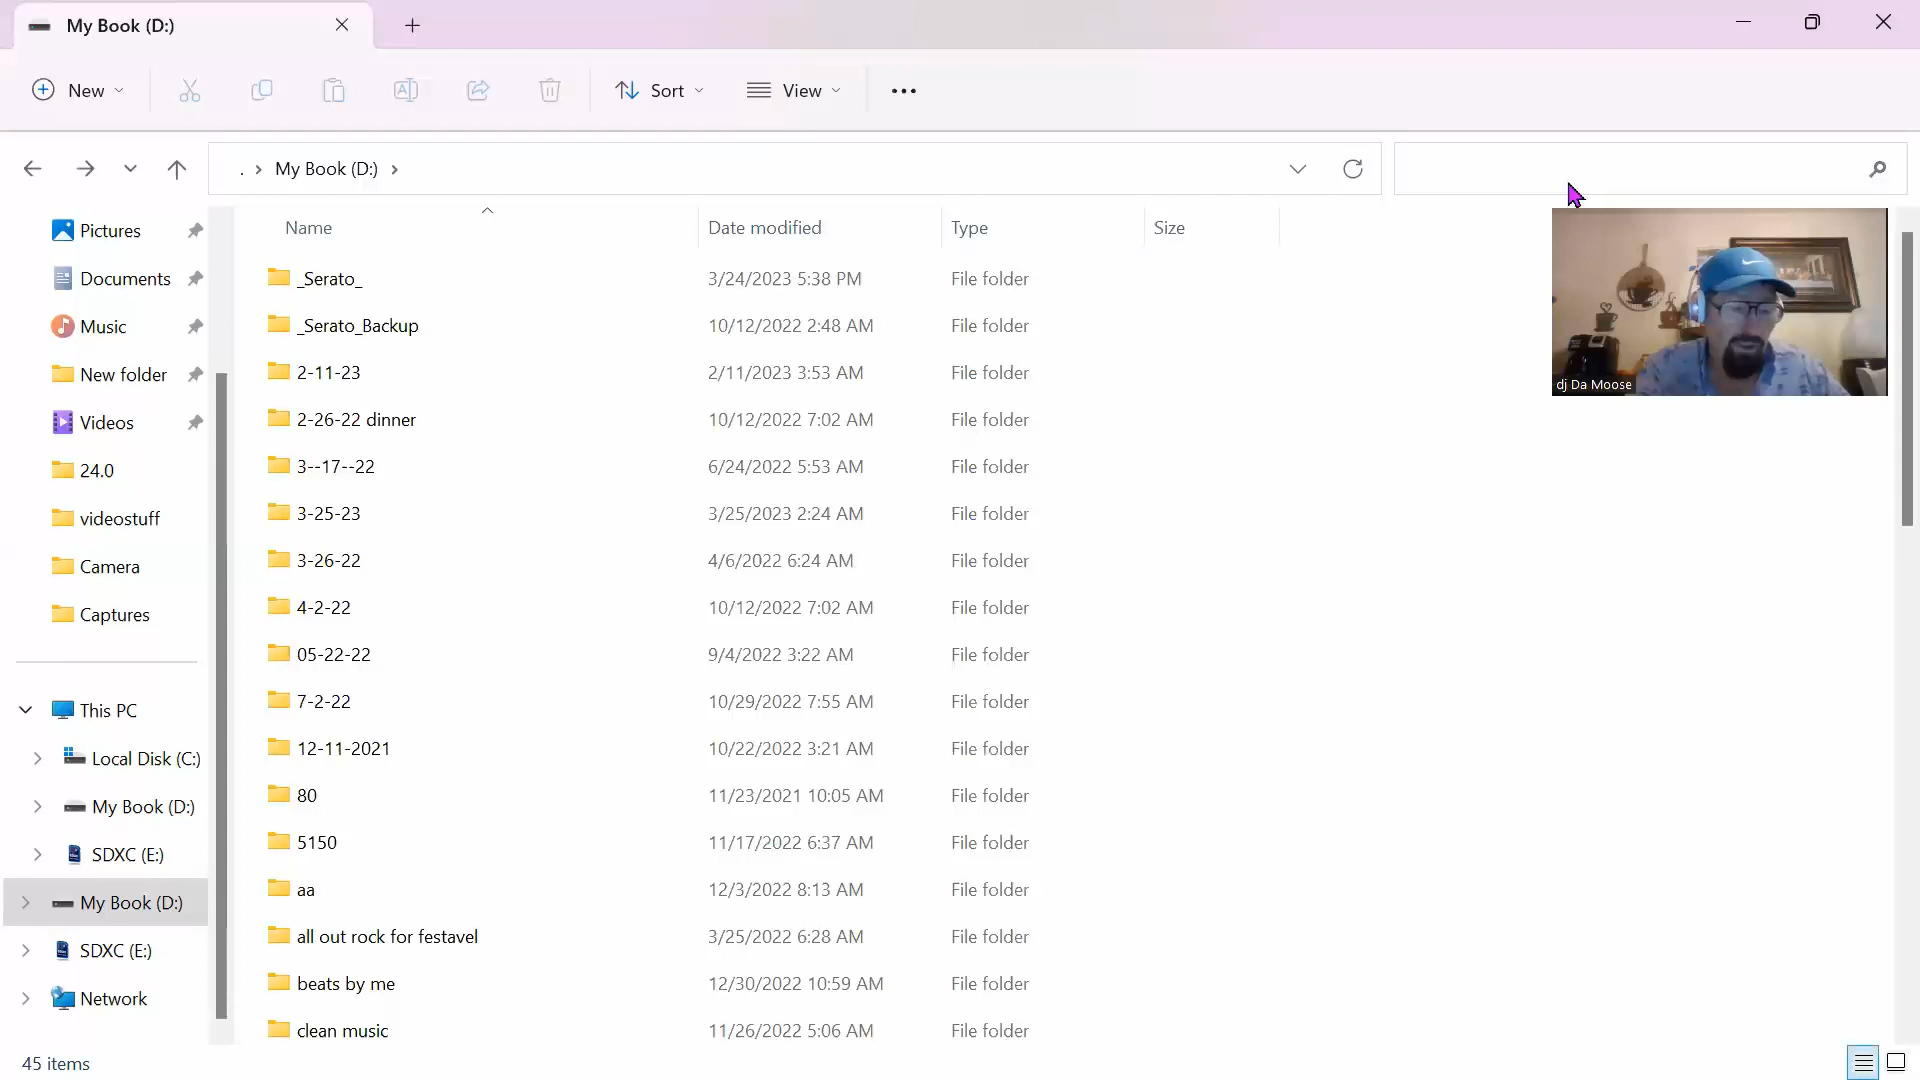 My Book (D:)
New
Sort
View
. > My Book (D:) >
Name
Date modified
Type
Size
Pictures
Documents
Music
New folder
Videos
24.0
videostuff
Camera
Captures
This PC
Local Disk (C:)
My Book (D:)
SDXC (E:)
My Book (D:)
SDXC (E:)
Network
_Serato_ 3/24/2023 5:38 PM File folder
_Serato_Backup 10/12/2022 2:48 AM File folder
2-11-23 2/11/2023 3:53 AM File folder
2-26-22 dinner 10/12/2022 7:02 AM File folder
3--17--22 6/24/2022 5:53 AM File folder
3-25-23 3/25/2023 2:24 AM File folder
3-26-22 4/6/2022 6:24 AM File folder
4-2-22 10/12/2022 7:02 AM File folder
05-22-22 9/4/2022 3:22 AM File folder
7-2-22 10/29/2022 7:55 AM File folder
12-11-2021 10/22/2022 3:21 AM File folder
80 11/23/2021 10:05 AM File folder
5150 11/17/2022 6:37 AM File folder
aa 12/3/2022 8:13 AM File folder
all out rock for festavel 3/25/2022 6:28 AM File folder
beats by me 12/30/2022 10:59 AM File folder
clean music 11/26/2022 5:06 AM File folder
dj Da Moose
45 items